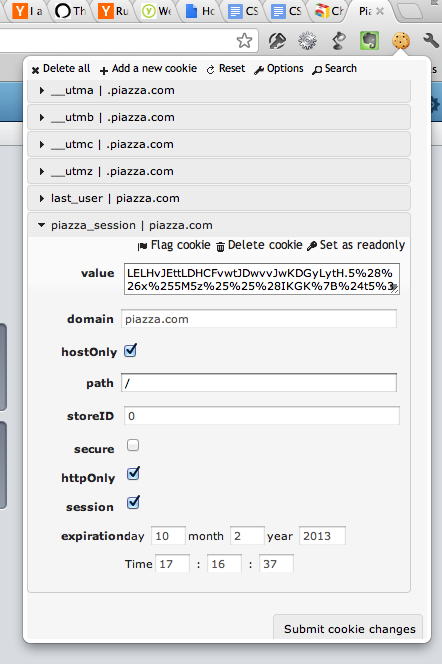 I a
Th
Ru
We
Ho
CS
CS
Ch
Pia
Delete all Add a new cookie Reset Options Search
__utma | .piazza.com
__utmb | .piazza.com
__utmc | .piazza.com
__utmz | .piazza.com
last_user | piazza.com
piazza_session | piazza.com
Flag cookie Delete cookie Set as readonly
value LELHvJEttLDHCFvwtJDwvvJwKDGyLytH.5%28%
26x%255M5z%25%25%28IKGK%7B%24t5%3
domain piazza.com
hostOnly
path /
storeID 0
secure
httpOnly
session
expiration day 10 month 2 year 2013
Time 17 : 16 : 37
Submit cookie changes